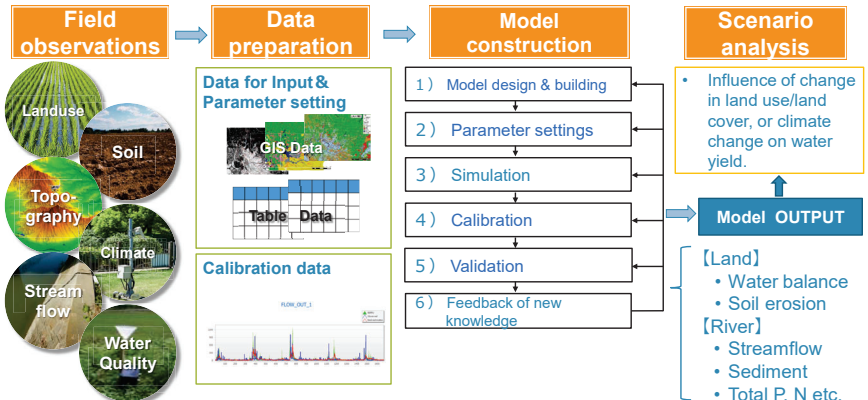 Field
observations
Data
preparation
Model
construction
Scenario
analysis
Landuse
Soil
Topo-
graphy
Climate
Stream
flow
Water
Quality
Data for Input&
Parameter setting
GIS Data
Table Data
Calibration data
FLOW_OUT_1
1) Model design & building
2) Parameter settings
3) Simulation
4) Calibration
5) Validation
6) Feedback of new
knowledge
• Influence of change
in land use/land
cover, or climate
change on water
yield.
Model OUTPUT
【Land】
• Water balance
• Soil erosion
【River】
• Streamflow
• Sediment
• Total P, N etc.